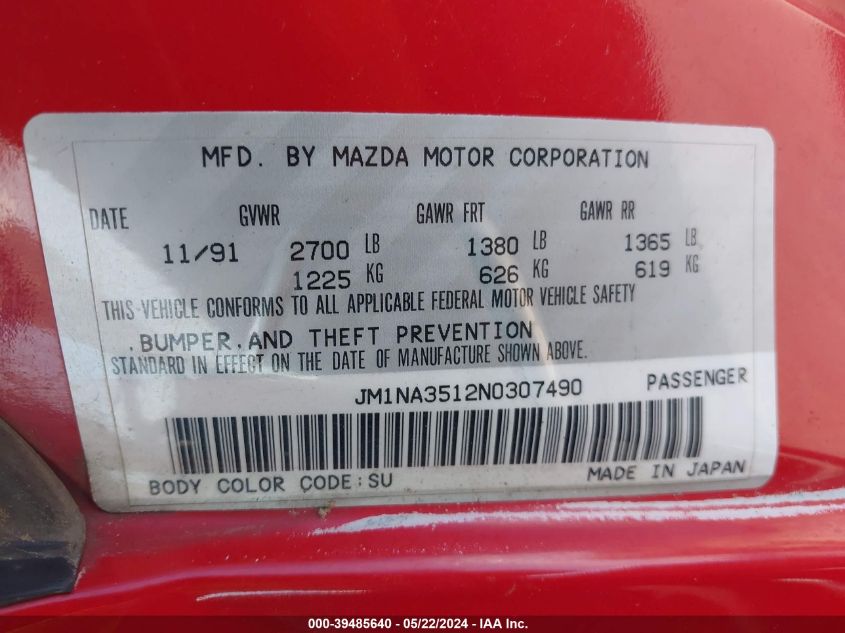 MFD. BY MAZDA MOTOR CORPORATION
DATE GVWR GAWR FRT GAWR RR
11/91 2700 LB 1380 LB 1365 LB
1225 KG 626 KG 619 KG
THIS VEHICLE CONFORMS TO ALL APPLICABLE FEDERAL MOTOR VEHICLE SAFETY
.BUMPER.AND THEFT PREVENTION
STANDARD IN EFFECT ON THE DATE OF MANUFACTURE SHOWN ABOVE.
JM1NA3512N0307490 PASSENGER
BODY COLOR CODE:SU MADE IN JAPAN
000-39485640 - 05/22/2024 - IAA Inc.